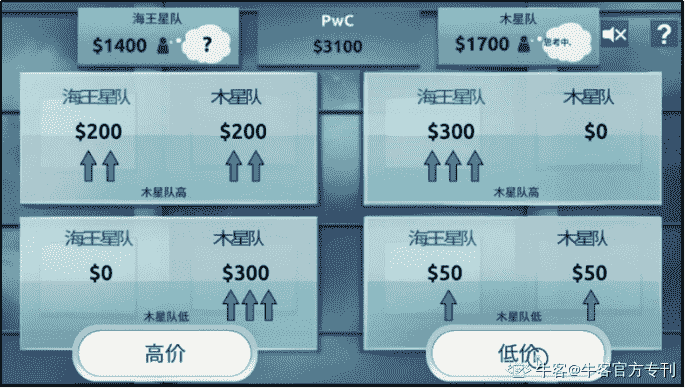 海王星队
$1400
?
PwC
$3100
木星队
$1700
思考中.
?
海王星队 木星队
$200 $200
木星队高
海王星队 木星队
$300 $0
木星队高
海王星队 木星队
$0 $300
木星队低
海王星队 木星队
$50 $50
木星队低
高价
低价
牛客@牛客官方专刊